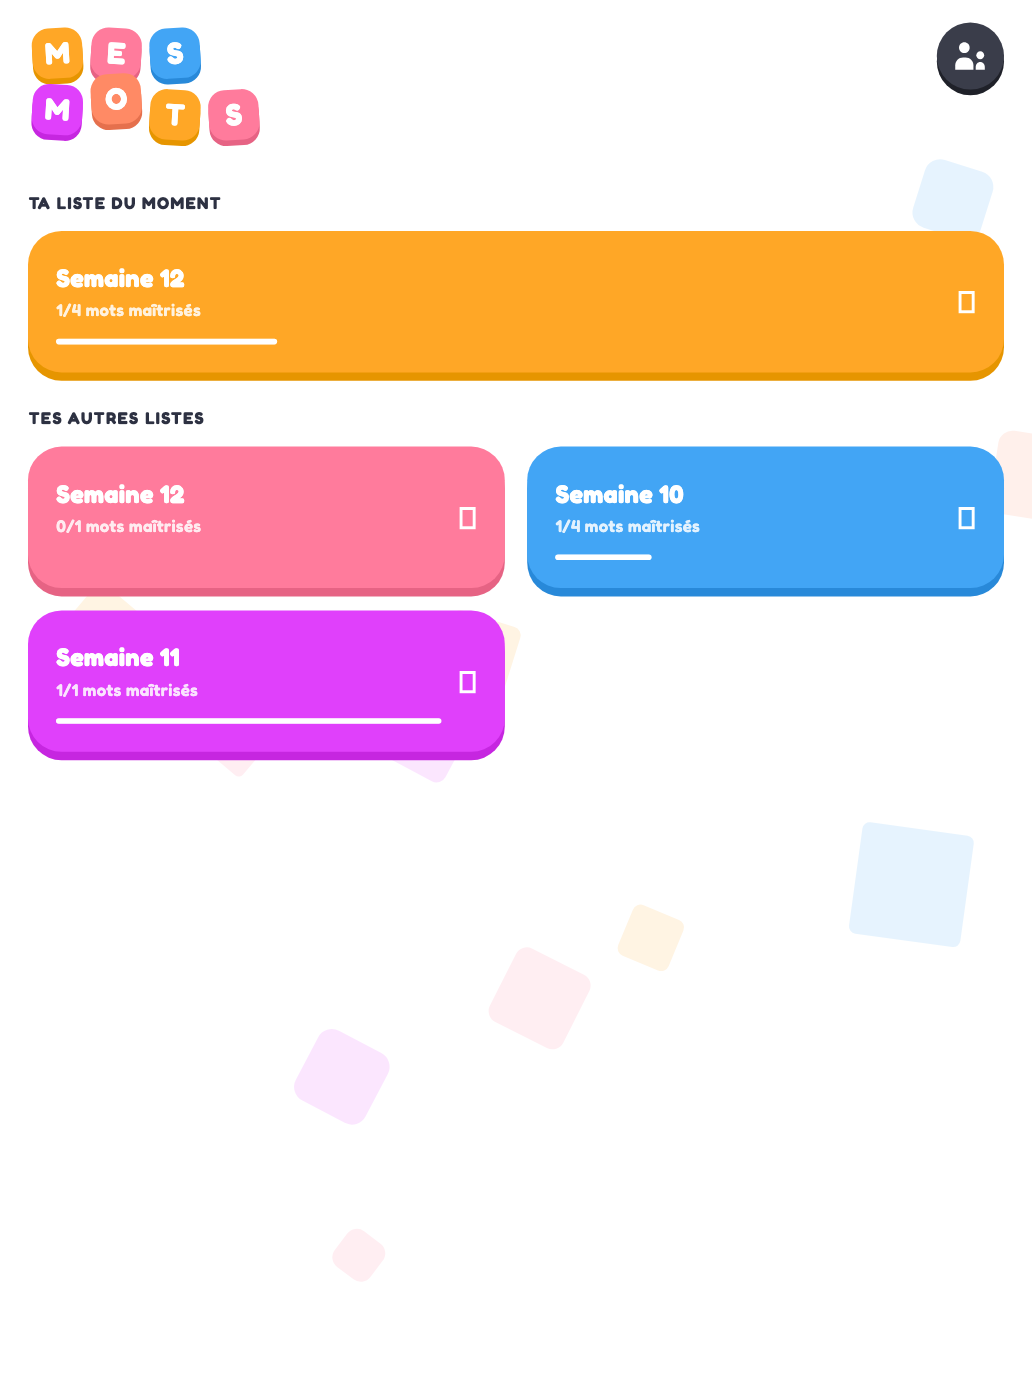 MES
MOTS
TA LISTE DU MOMENT
Semaine 12
1/4 mots maîtrisés
TES AUTRES LISTES
Semaine 12
0/1 mots maîtrisés
Semaine 10
1/4 mots maîtrisés
Semaine 11
1/1 mots maîtrisés